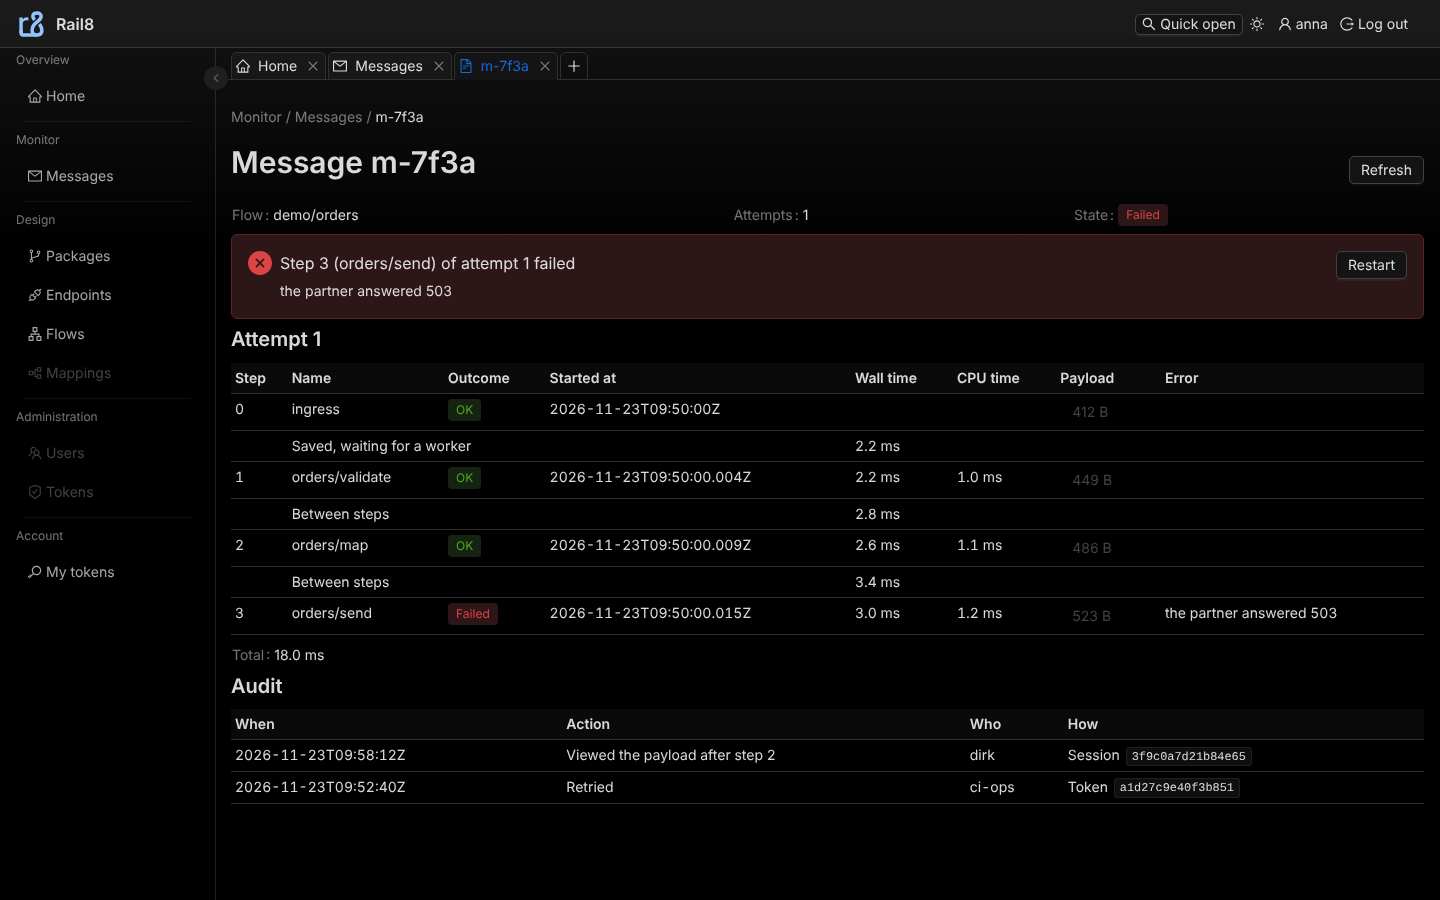 r8 Rail8 Quick open anna Log out
Overview
Home
Monitor
Messages
Design
Packages
Endpoints
Flows
Mappings
Administration
Users
Tokens
Account
My tokens
Home Messages m-7f3a
Monitor / Messages / m-7f3a
Message m-7f3a
Refresh
Flow: demo/orders Attempts: 1 State: Failed
Step 3 (orders/send) of attempt 1 failed
the partner answered 503
Restart
Attempt 1
Step Name Outcome Started at Wall time CPU time Payload Error
0 ingress OK 2026-11-23T09:50:00Z 412 B
Saved, waiting for a worker 2.2 ms
1 orders/validate OK 2026-11-23T09:50:00.004Z 2.2 ms 1.0 ms 449 B
Between steps 2.8 ms
2 orders/map OK 2026-11-23T09:50:00.009Z 2.6 ms 1.1 ms 486 B
Between steps 3.4 ms
3 orders/send Failed 2026-11-23T09:50:00.015Z 3.0 ms 1.2 ms 523 B the partner answered 503
Total: 18.0 ms
Audit
When Action Who How
2026-11-23T09:58:12Z Viewed the payload after step 2 dirk Session 3f9c0a7d21b84e65
2026-11-23T09:52:40Z Retried ci-ops Token a1d27c9e40f3b851